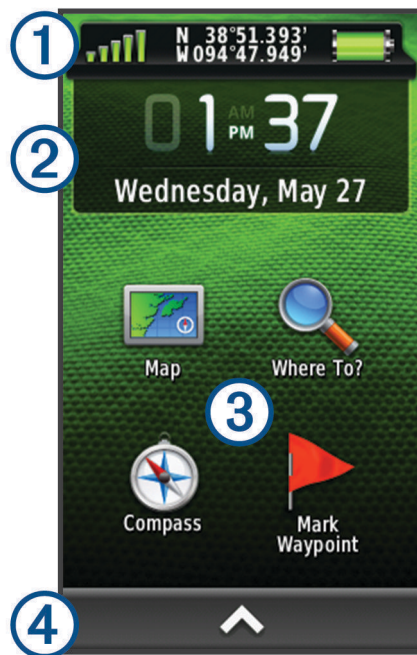 1
N 38°51.393'
W094°47.949'
2
01 AM PM 37
Wednesday, May 27
Map
Where To?
3
Compass
Mark
Waypoint
4